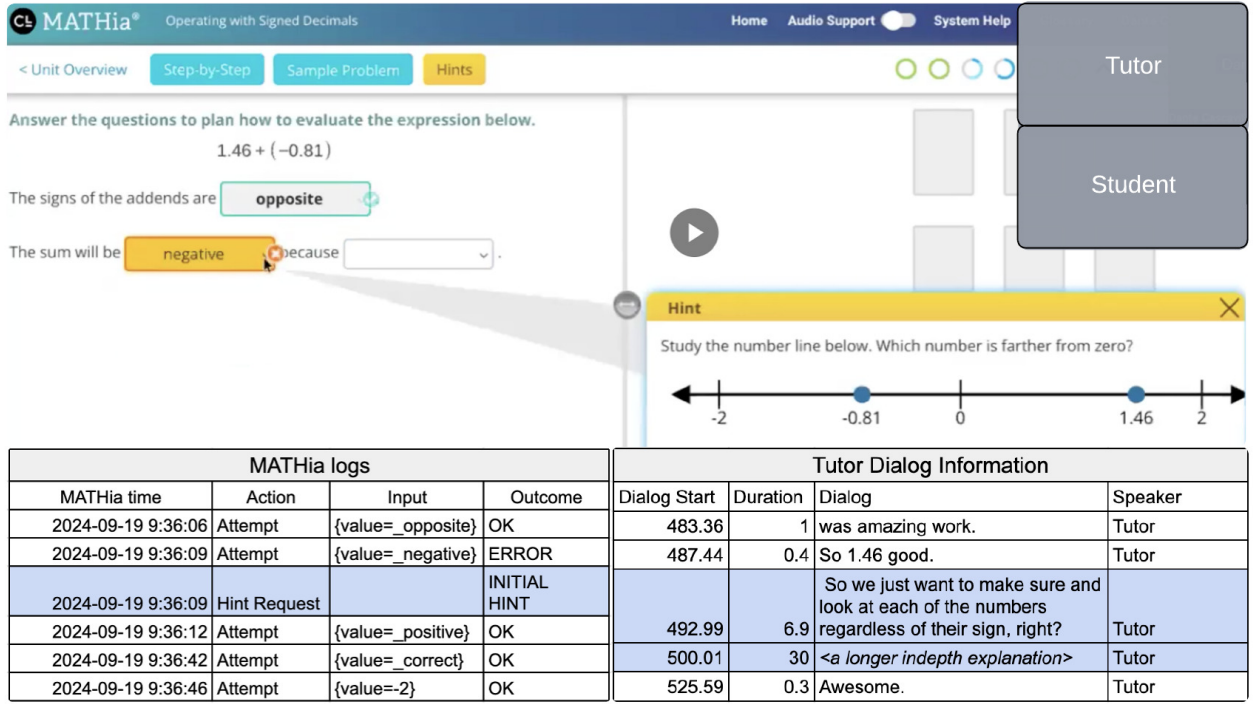 CL MATHia® Operating with Signed Decimals Home Audio Support System Help
Tutor
< Unit Overview Step-by-Step Sample Problem Hints
Answer the questions to plan how to evaluate the expression below.
1.46 + (−0.81)
Student
The signs of the addends are opposite
The sum will be negative because .
Hint
Study the number line below. Which number is farther from zero?
-2 -0.81 0 1.46 2
MATHia logs
MATHia time Action Input Outcome
2024-09-19 9:36:06 Attempt {value=_opposite} OK
2024-09-19 9:36:09 Attempt {value=_negative} ERROR
2024-09-19 9:36:09 Hint Request INITIAL
HINT
2024-09-19 9:36:12 Attempt {value=_positive} OK
2024-09-19 9:36:42 Attempt {value=_correct} OK
2024-09-19 9:36:46 Attempt {value=-2} OK
Tutor Dialog Information
Dialog Start Duration Dialog Speaker
483.36 1 was amazing work. Tutor
487.44 0.4 So 1.46 good. Tutor
So we just want to make sure and
look at each of the numbers
492.99 6.9 regardless of their sign, right? Tutor
500.01 30 <a longer indepth explanation> Tutor
525.59 0.3 Awesome. Tutor